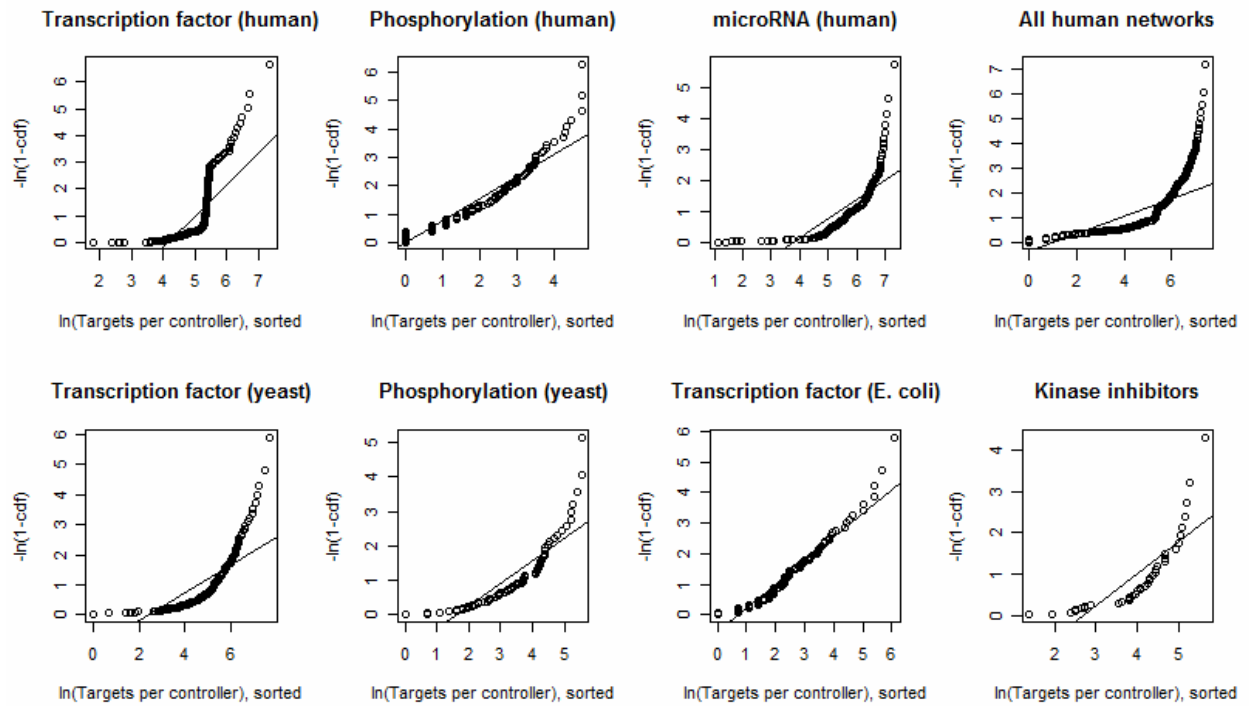 Transcription factor (human) Phosphorylation (human) microRNA (human) All human networks
-ln(1-cdf) -ln(1-cdf) -ln(1-cdf) -ln(1-cdf)
0 1 2 3 4 5 6
0 1 2 3 4 5 6
0 1 2 3 4 5
0 1 2 3 4 5 6 7
2 3 4 5 6 7
0 1 2 3 4
1 2 3 4 5 6 7
0 2 4 6
ln(Targets per controller), sorted ln(Targets per controller), sorted ln(Targets per controller), sorted ln(Targets per controller), sorted
Transcription factor (yeast) Phosphorylation (yeast) Transcription factor (E. coli) Kinase inhibitors
-ln(1-cdf) -ln(1-cdf) -ln(1-cdf) -ln(1-cdf)
0 1 2 3 4 5 6
0 1 2 3 4 5
0 1 2 3 4 5 6
0 1 2 3 4
0 2 4 6
0 1 2 3 4 5
0 1 2 3 4 5 6
2 3 4 5
ln(Targets per controller), sorted ln(Targets per controller), sorted ln(Targets per controller), sorted ln(Targets per controller), sorted